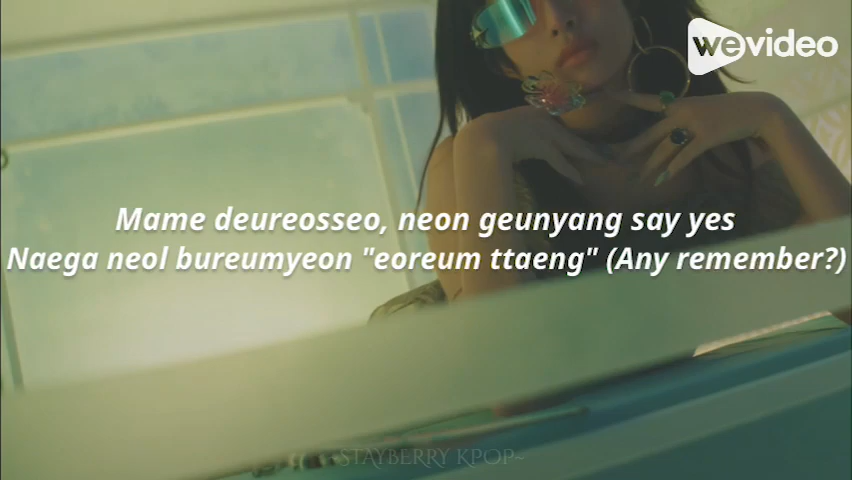 wevideo
Mame deureosseo, neon geunyang say yes
Naega neol bureumyeon "eoreum ttaeng" (Any remember?)
~STAYBERRY KPOP~